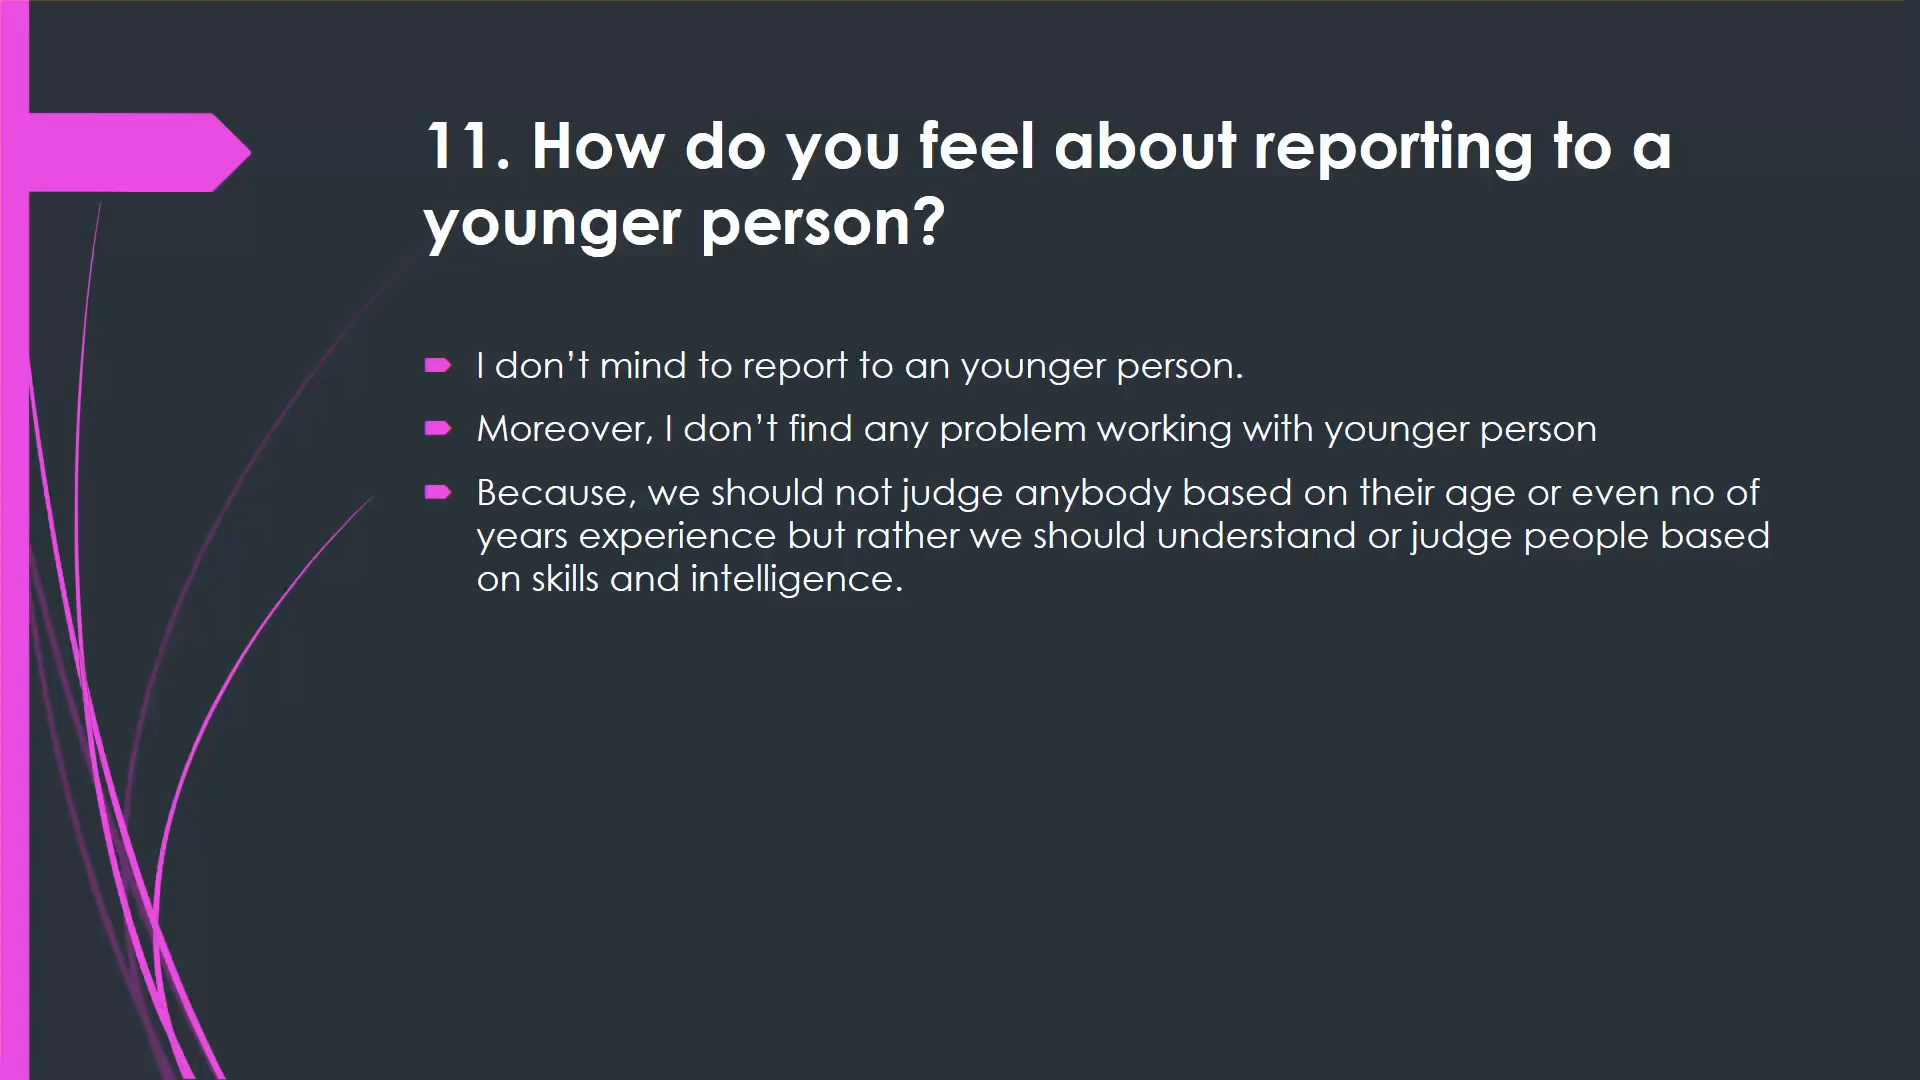 11. How do you feel about reporting to a
younger person?
I don’t mind to report to an younger person.
Moreover, I don’t find any problem working with younger person
Because, we should not judge anybody based on their age or even no of
years experience but rather we should understand or judge people based
on skills and intelligence.